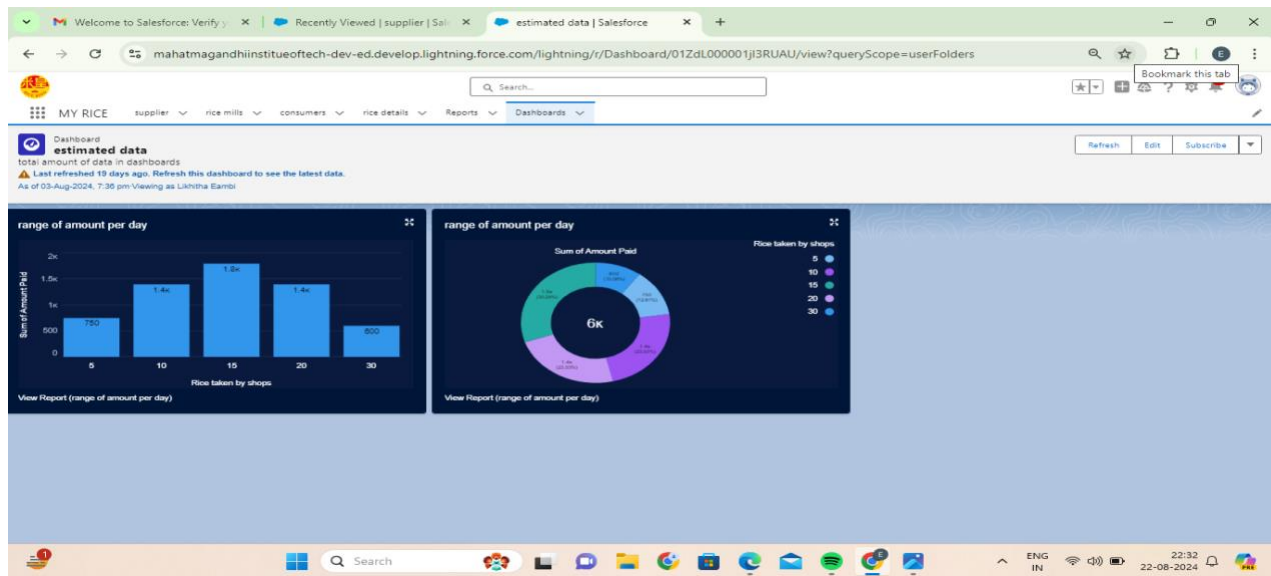 Welcome to Salesforce: Verify y
Recently Viewed | supplier | Sal
estimated data | Salesforce
mahatmagandhiinstitueoftech-dev-ed.develop.lightning.force.com/lightning/r/Dashboard/01ZdL000001jI3RUAU/view?queryScope=userFolders
E
Bookmark this tab
Search...
MY RICE
supplier
rice mills
consumers
rice details
Reports
Dashboards
Dashboard
estimated data
total amount of data in dashboards
Last refreshed 19 days ago. Refresh this dashboard to see the latest data.
As of 03-Aug-2024, 7:36 pm·Viewing as Likhitha Eambi
Refresh
Edit
Subscribe
range of amount per day
Sum of Amount Paid
2K
1.5K
1K
500
0
750
1.4K
1.8K
1.4K
600
5
10
15
20
30
Rice taken by shops
View Report (range of amount per day)
range of amount per day
Sum of Amount Paid
6K
Rice taken by shops
5
10
15
20
30
View Report (range of amount per day)
1
Search
ENG
IN
22:32
22-08-2024
PRE